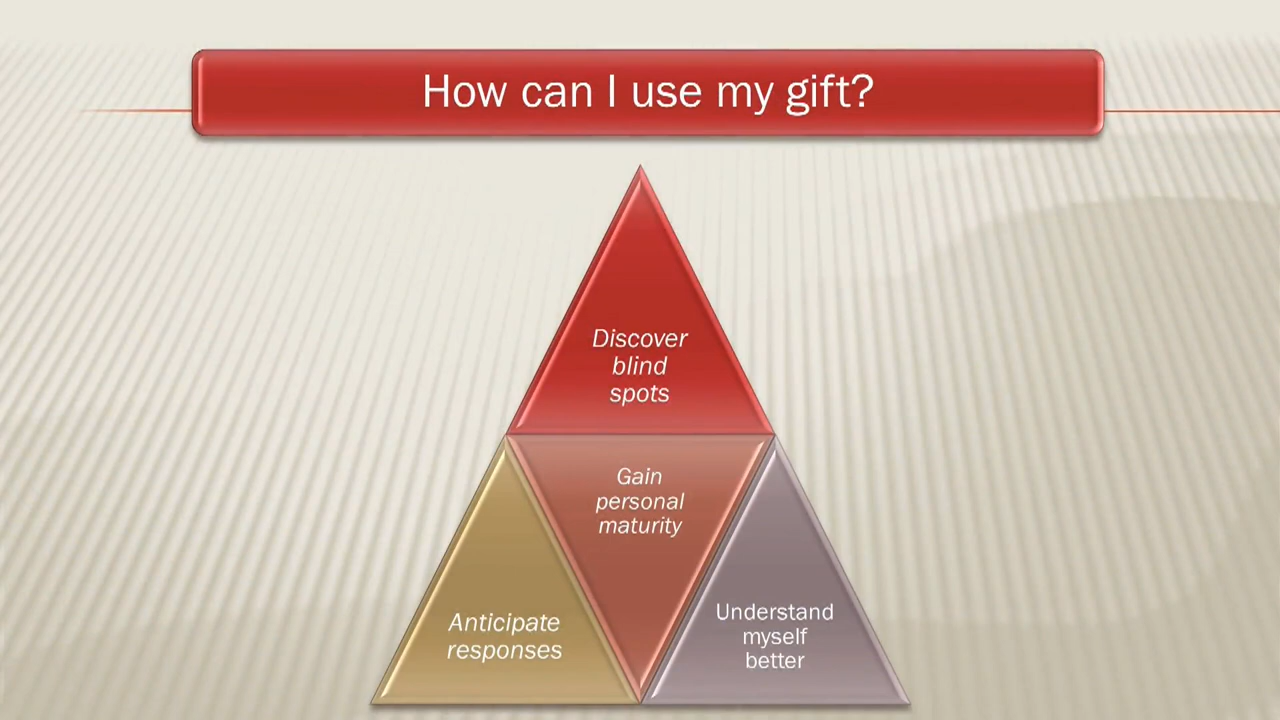 How can I use my gift?
Discover
blind
spots
Gain
personal
maturity
Anticipate
responses
Understand
myself
better